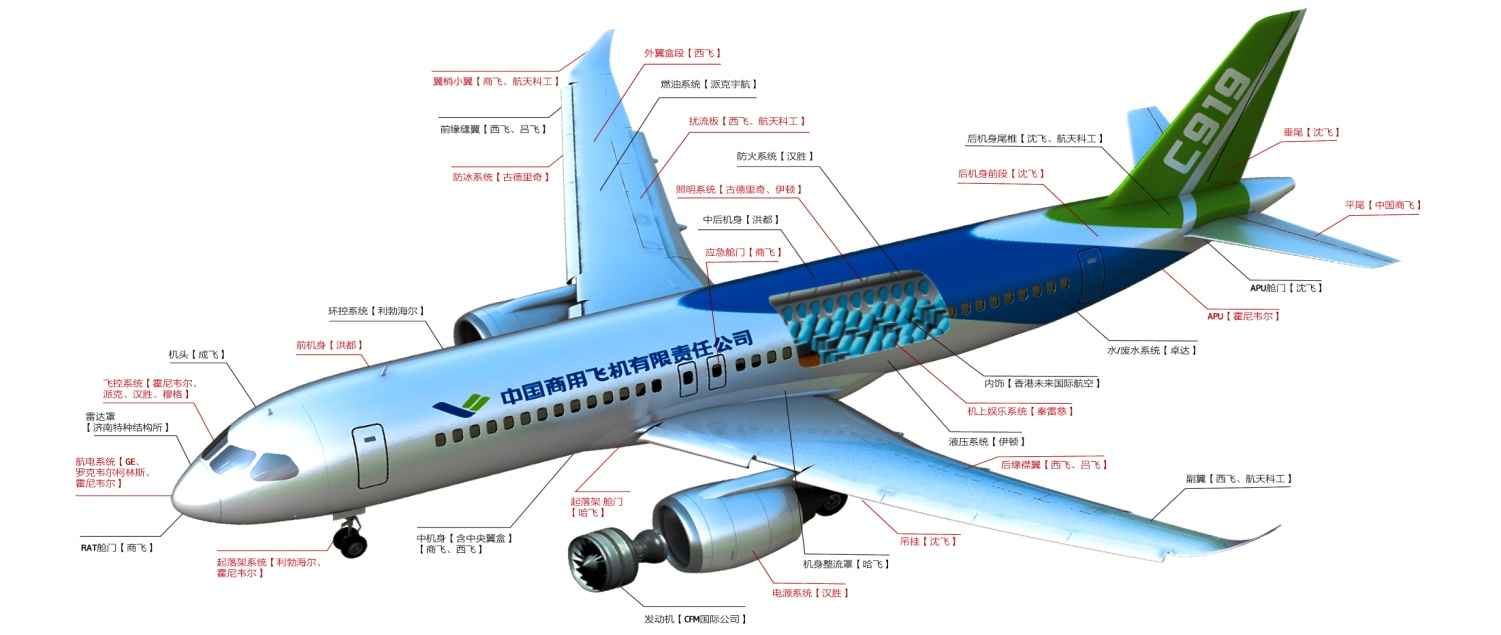 外翼盒段【西飞】
翼梢小翼【商飞、航天科工】
燃油系统【派克宇航】
前缘缝翼【西飞、吕飞】
扰流板【西飞、航天科工】
防冰系统【古德里奇】
防火系统【汉胜】
照明系统【古德里奇、伊顿】
中后机身【洪都】
应急舱门【商飞】
后机身尾椎【沈飞、航天科工】
后机身前段【沈飞】
C919
垂尾【沈飞】
平尾【中国商飞】
APU舱门【沈飞】
APU【霍尼韦尔】
水/废水系统【卓达】
环控系统【利勃海尔】
前机身【洪都】
机头【成飞】
飞控系统【霍尼韦尔、
派克、汉胜、穆格】
雷达罩
【济南特种结构所】
航电系统【GE、
罗克韦尔柯林斯、
霍尼韦尔】
RAT舱门【商飞】
中国商用飞机有限责任公司
内饰【香港未来国际航空】
机上娱乐系统【秦雷慈】
液压系统【伊顿】
后缘襟翼【西飞、吕飞】
副翼【西飞、航天科工】
起落架系统【利勃海尔、
霍尼韦尔】
中机身【含中央翼盒】
【商飞、西飞】
起落架 舱门
【哈飞】
吊挂【沈飞】
机身整流罩【哈飞】
电源系统【汉胜】
发动机【CFM国际公司】